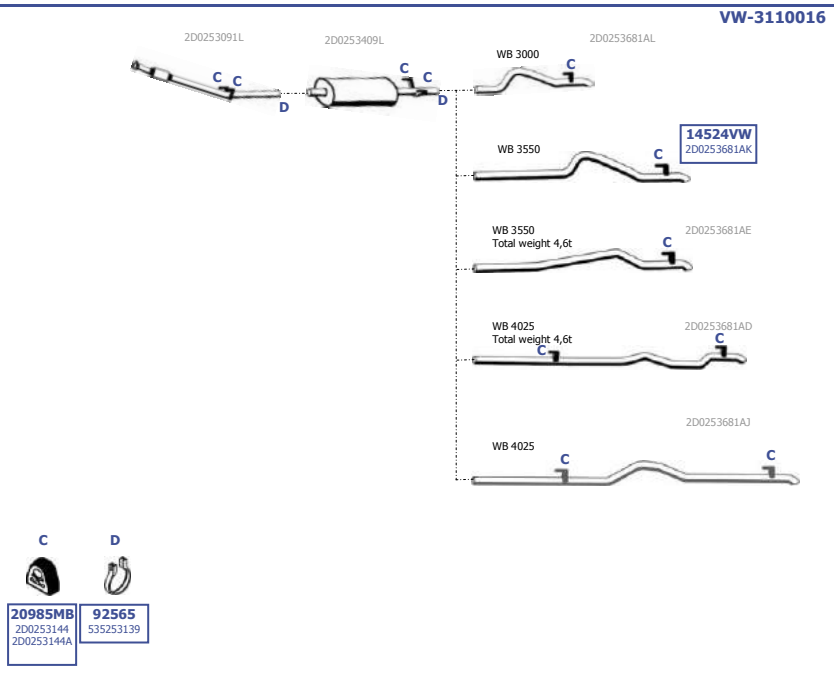 VW-3110016
2D0253091L
2D0253409L
2D0253681AL
WB 3000
C
C
C
C
C
D
D
14524VW
2D0253681AK
WB 3550
C
WB 3550
Total weight 4,6t
2D0253681AE
C
WB 4025
Total weight 4,6t
2D0253681AD
C
C
2D0253681AJ
WB 4025
C
C
C
D
20985MB
2D0253144
2D0253144A
92565
535253139